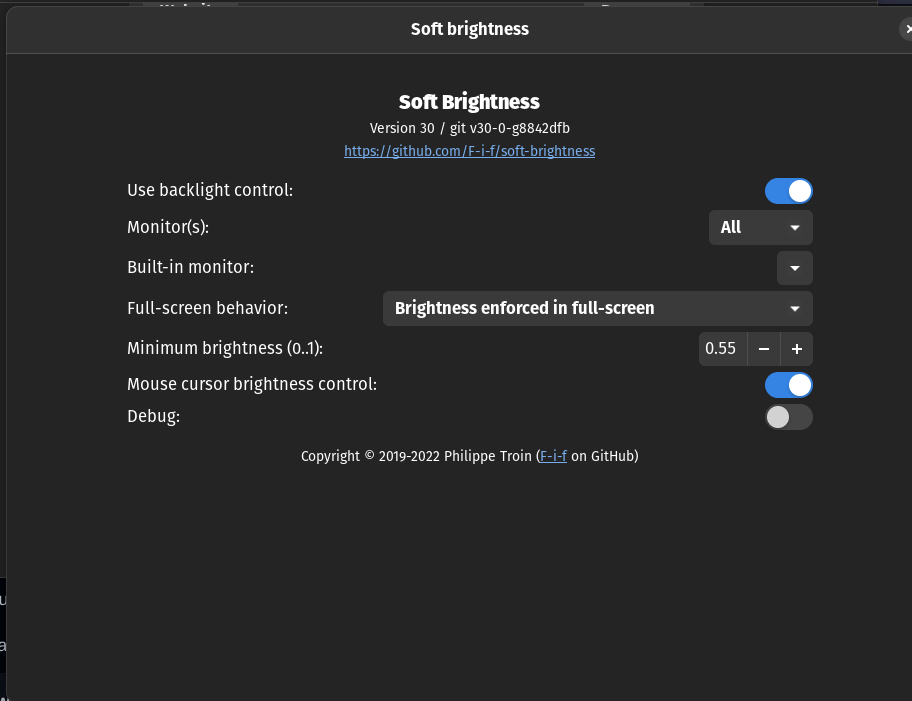 Soft brightness
Soft Brightness
Version 30 / git v30-0-g8842dfb
https://github.com/F-i-f/soft-brightness
Use backlight control:
Monitor(s): All
Built-in monitor:
Full-screen behavior: Brightness enforced in full-screen
Minimum brightness (0..1): 0.55 − +
Mouse cursor brightness control:
Debug:
Copyright © 2019-2022 Philippe Troin (F-i-f on GitHub)